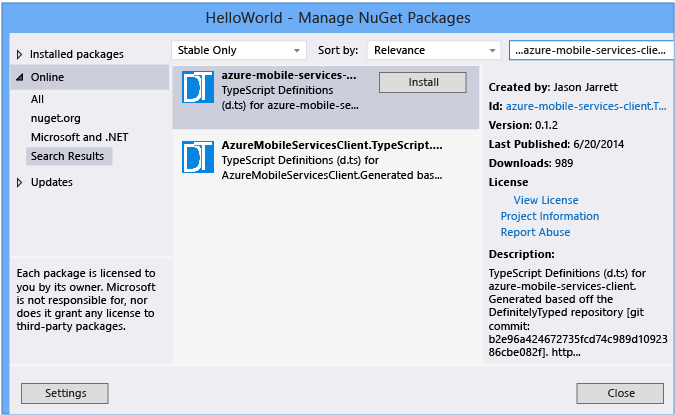 HelloWorld - Manage NuGet Packages
Installed packages
Online
All
nuget.org
Microsoft and .NET
Search Results
Updates
Each package is licensed to
you by its owner. Microsoft
is not responsible for, nor
does it grant any license to
third-party packages.
Settings
Stable Only
Sort by:
Relevance
...azure-mobile-services-clie...
DT
azure-mobile-services-...
Install
TypeScript Definitions
(d.ts) for azure-mobile-se...
DT
AzureMobileServicesClient.TypeScript....
TypeScript Definitions (d.ts) for
AzureMobileServicesClient.Generated bas...
Created by: Jason Jarrett
Id: azure-mobile-services-client.T...
Version: 0.1.2
Last Published: 6/20/2014
Downloads: 989
License
View License
Project Information
Report Abuse
Description:
TypeScript Definitions (d.ts) for
azure-mobile-services-client.
Generated based off the
DefinitelyTyped repository [git
commit:
b2e96a424672735fcd74c989d10923
86cbe082f]. http...
Close